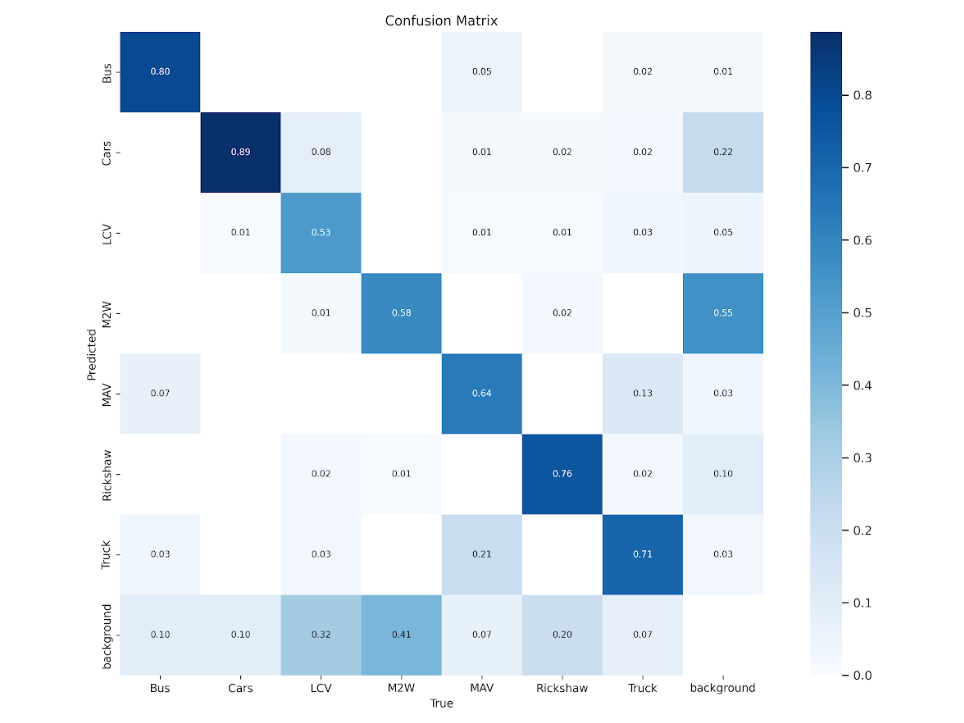 Confusion Matrix
Bus 0.80 0.05 0.02 0.01
Cars 0.89 0.08 0.01 0.02 0.02 0.22
LCV 0.01 0.53 0.01 0.01 0.03 0.05
M2W 0.01 0.58 0.02 0.55
MAV 0.07 0.64 0.13 0.03
Rickshaw 0.02 0.01 0.76 0.02 0.10
Truck 0.03 0.03 0.21 0.71 0.03
background 0.10 0.10 0.32 0.41 0.07 0.20 0.07
Predicted
Bus Cars LCV M2W MAV Rickshaw Truck background
True
0.8
0.7
0.6
0.5
0.4
0.3
0.2
0.1
0.0